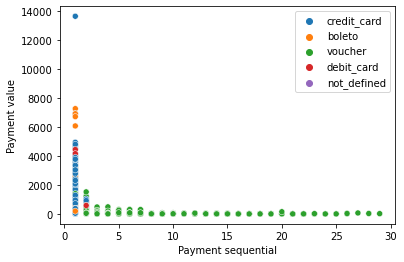 14000
12000
10000
8000
6000
4000
2000
0
Payment value
credit_card
boleto
voucher
debit_card
not_defined
0 5 10 15 20 25 30
Payment sequential